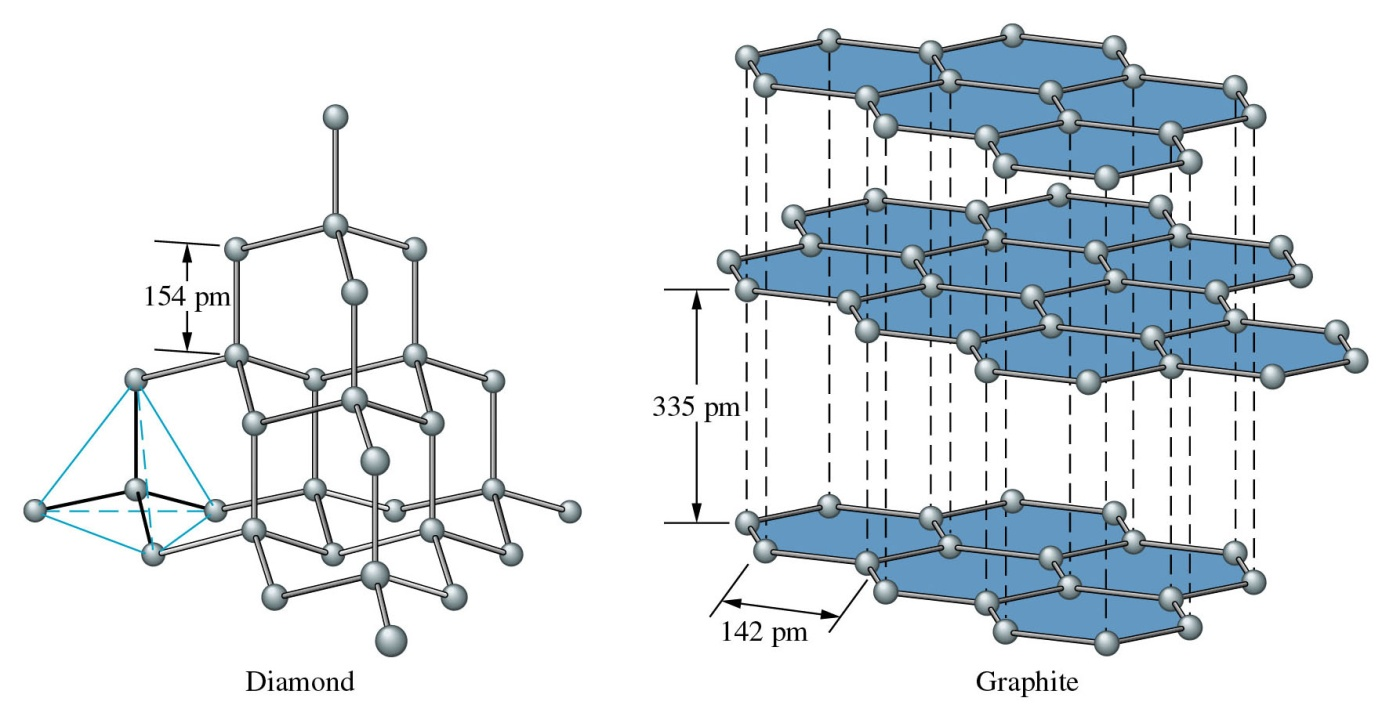 154 pm
Diamond
335 pm
142 pm
Graphite